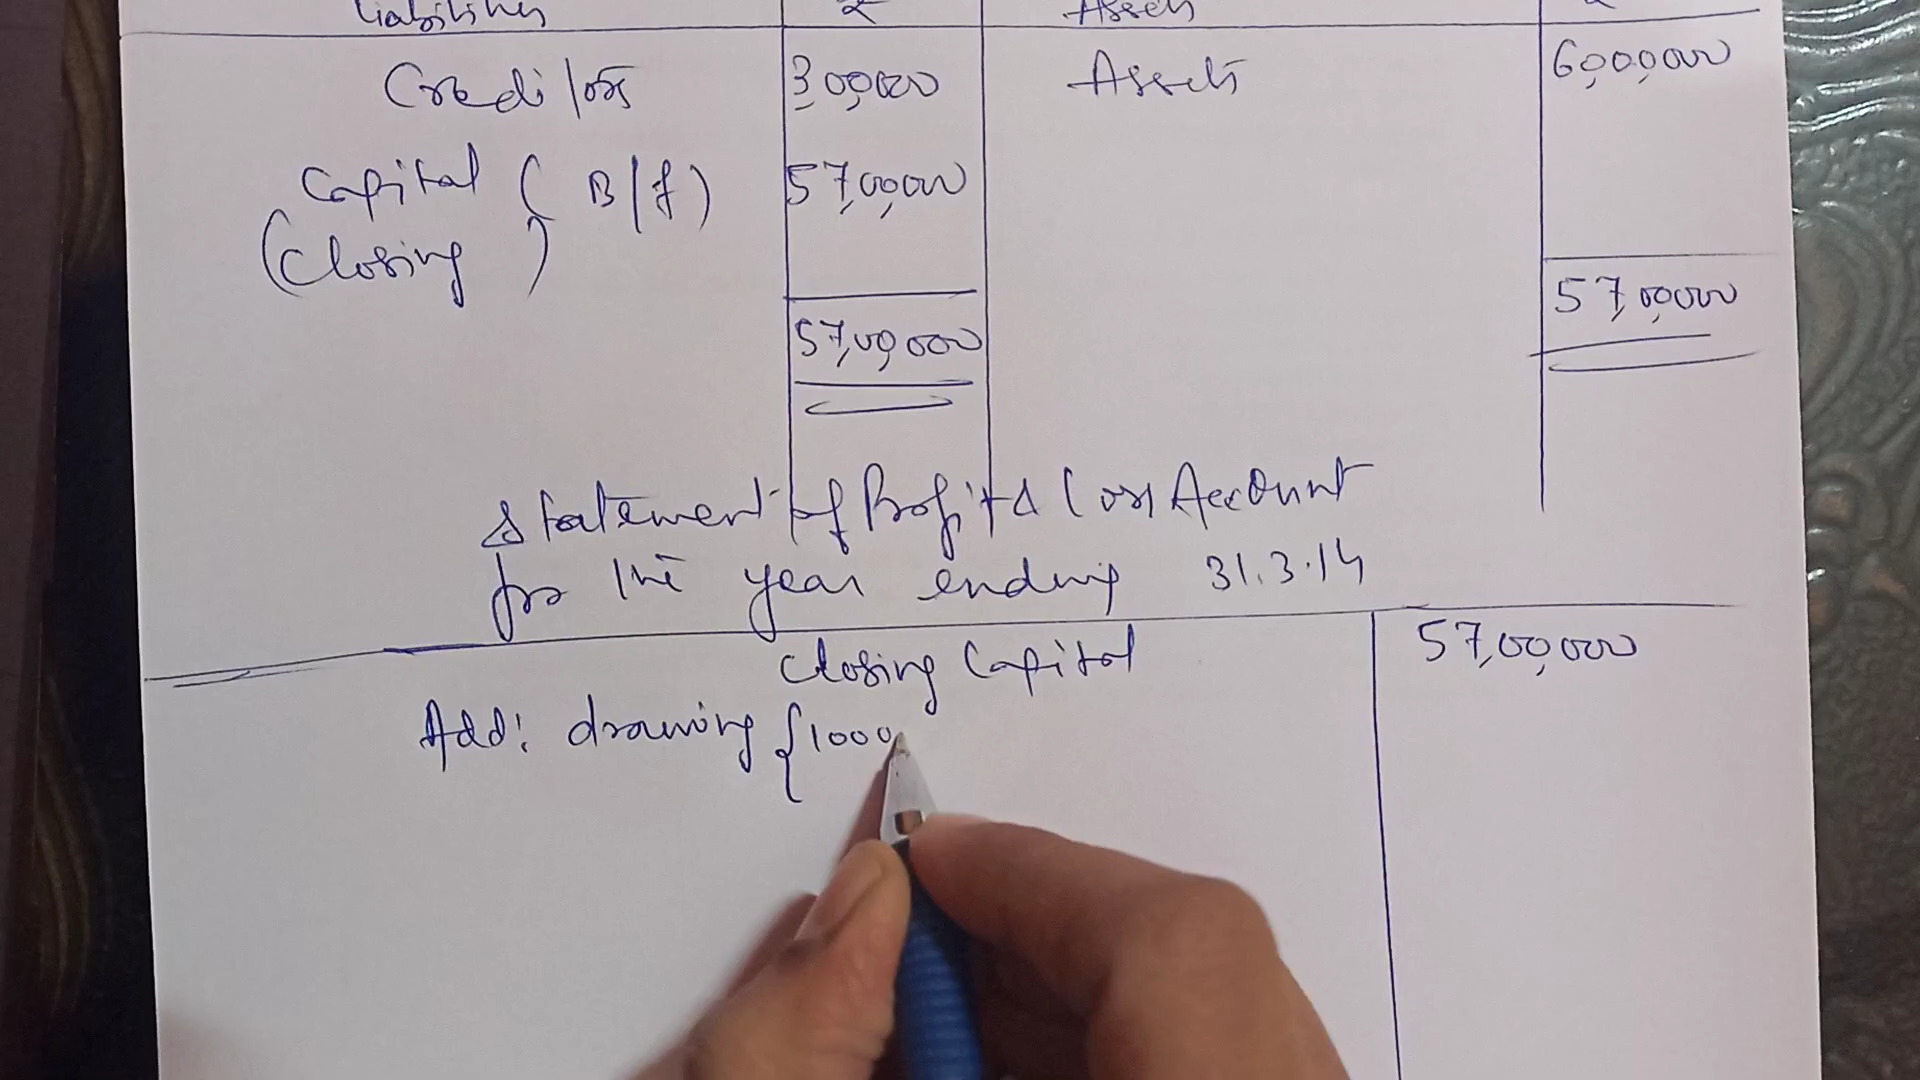 Liabilities ₹ Assets ₹
Creditors 3,00,000 Assets 6,00,000
Capital ( B/f) 57,00,000
(Closing )
57,00,000 57,00,000
Statement of Profit & Loss Account
for the year ending 31.3.14
Closing Capital 57,00,000
Add: drawing {1000